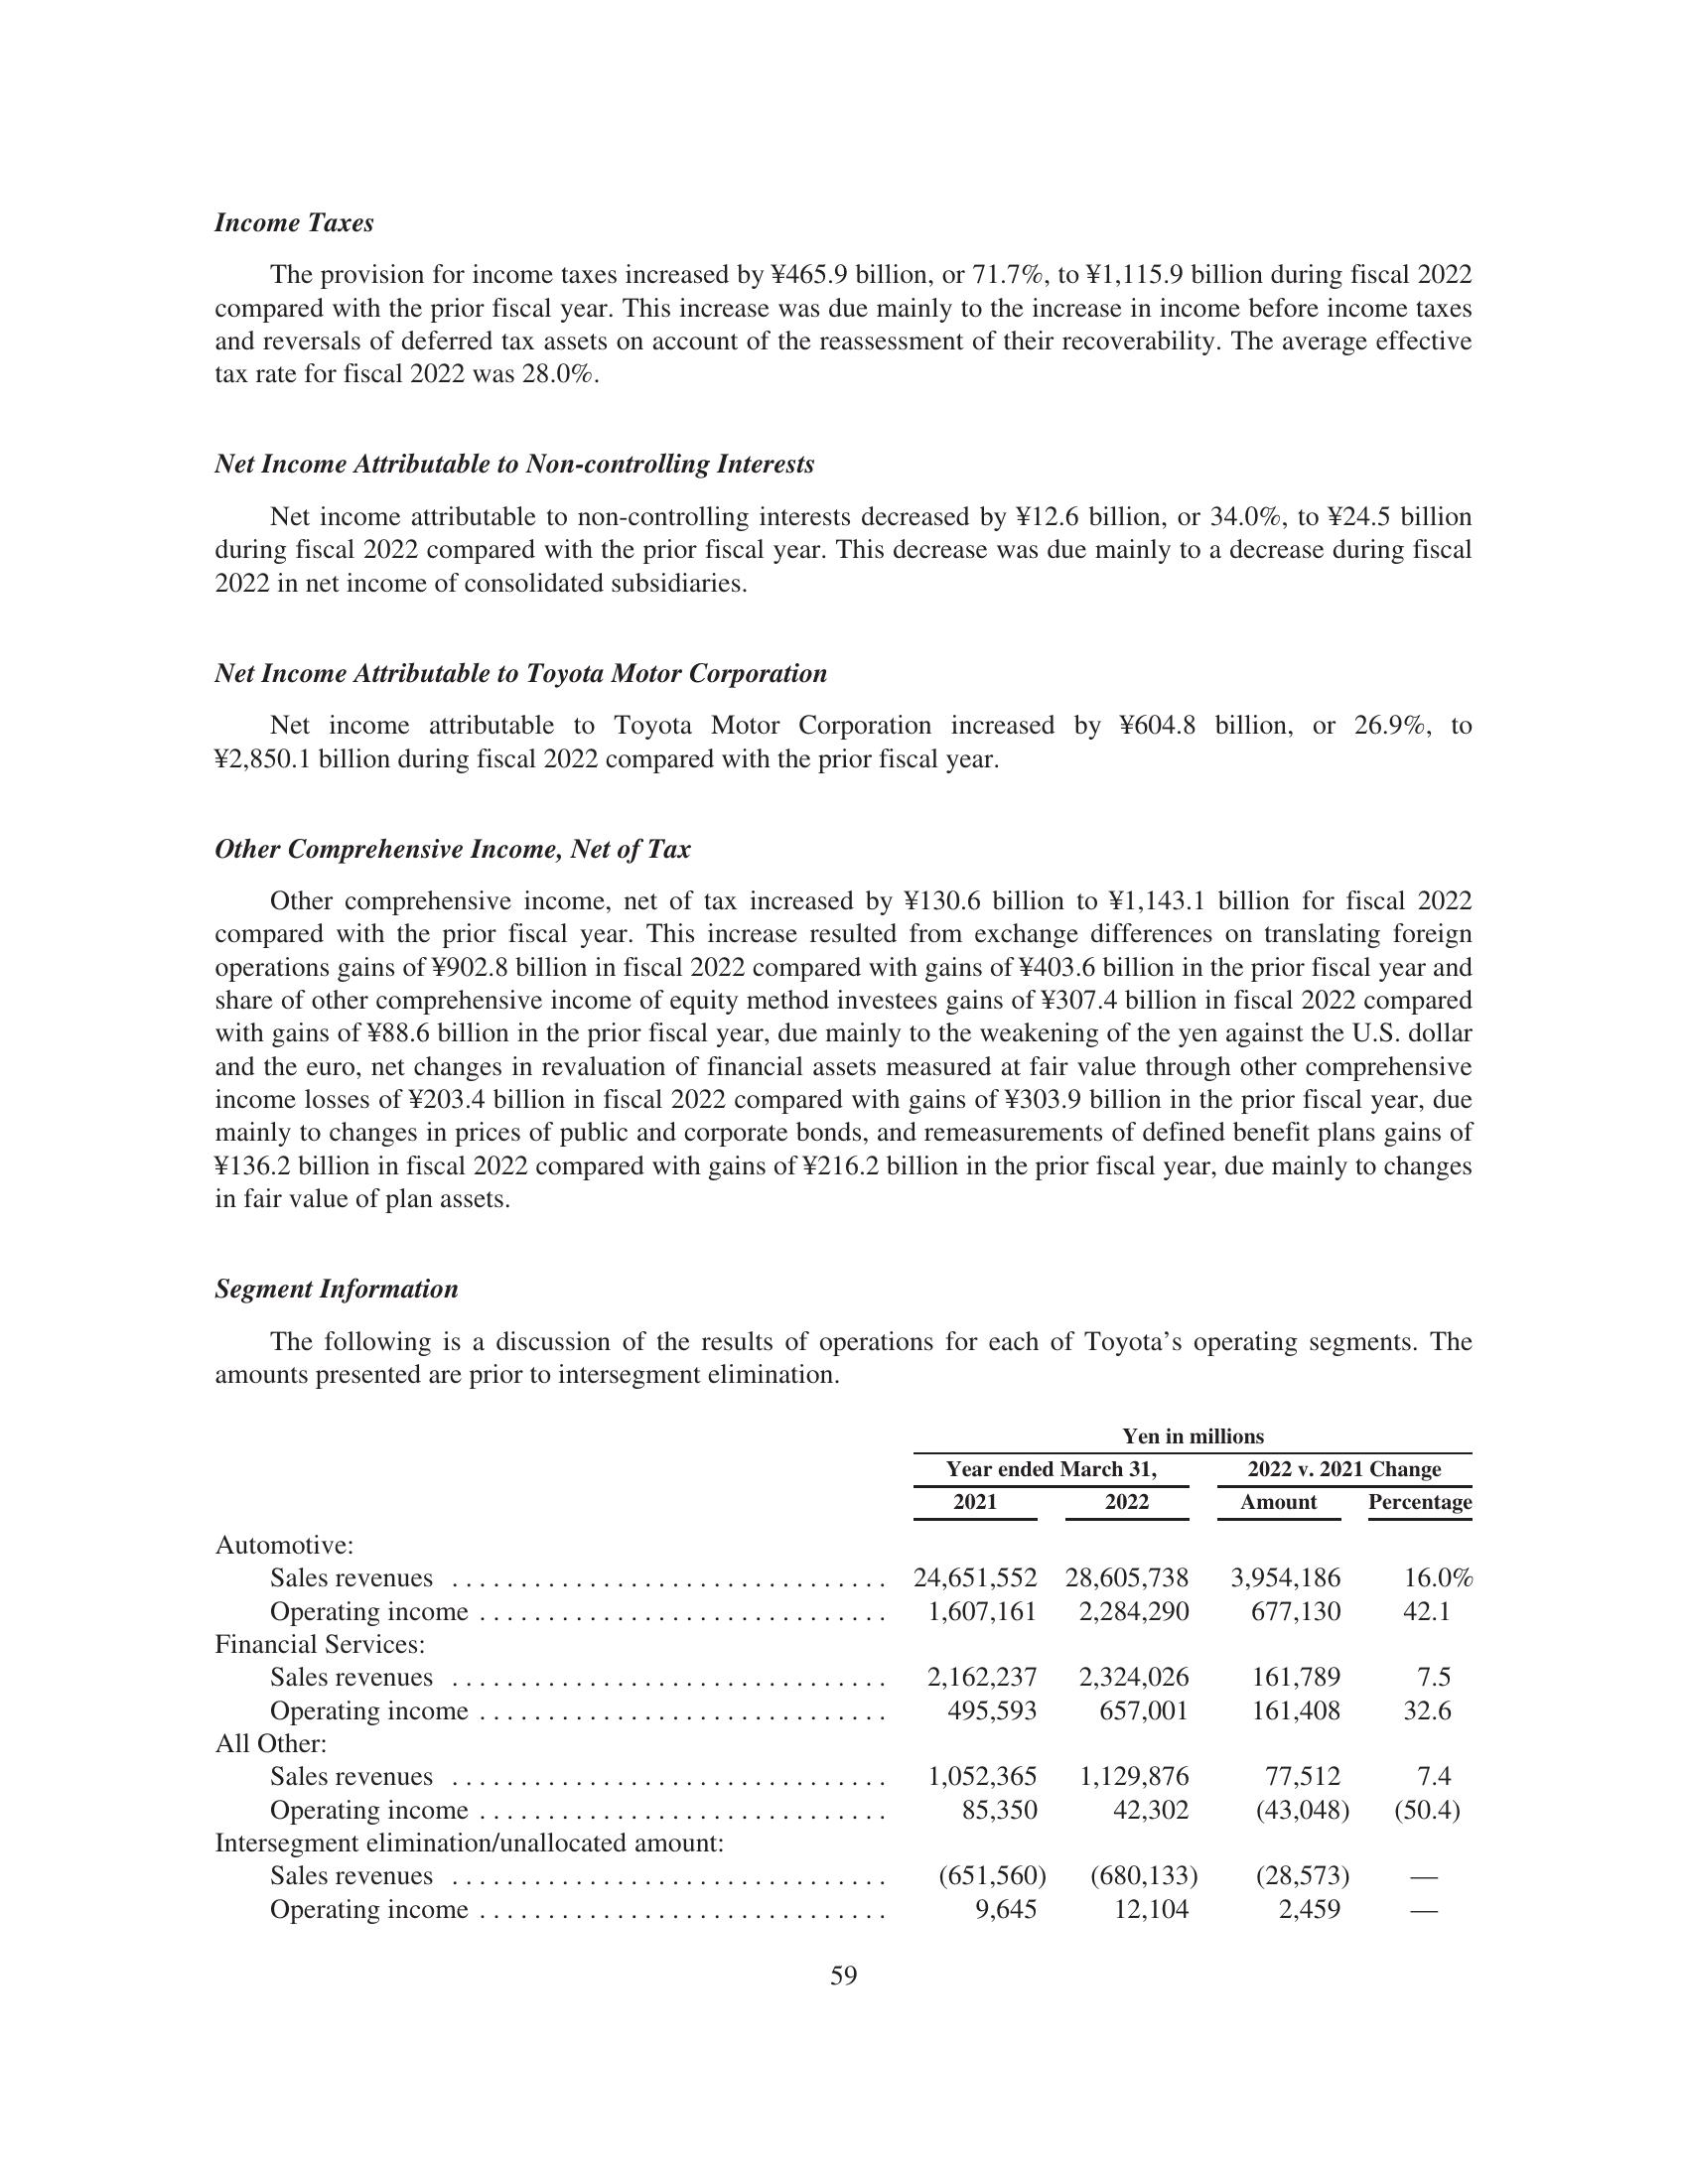 Income Taxes
The provision for income taxes increased by ¥465.9 billion, or 71.7%, to ¥1,115.9 billion during fiscal 2022
compared with the prior fiscal year. This increase was due mainly to the increase in income before income taxes
and reversals of deferred tax assets on account of the reassessment of their recoverability. The average effective
tax rate for fiscal 2022 was 28.0%.
Net Income Attributable to Non-controlling Interests
Net income attributable to non-controlling interests decreased by ¥12.6 billion, or 34.0%, to ¥24.5 billion
during fiscal 2022 compared with the prior fiscal year. This decrease was due mainly to a decrease during fiscal
2022 in net income of consolidated subsidiaries.
Net Income Attributable to Toyota Motor Corporation
Net income attributable to Toyota Motor Corporation increased by ¥604.8 billion, or 26.9%, to
¥2,850.1 billion during fiscal 2022 compared with the prior fiscal year.
Other Comprehensive Income, Net of Tax
Other comprehensive income, net of tax increased by ¥130.6 billion to ¥1,143.1 billion for fiscal 2022
compared with the prior fiscal year. This increase resulted from exchange differences on translating foreign
operations gains of ¥902.8 billion in fiscal 2022 compared with gains of ¥403.6 billion in the prior fiscal year and
share of other comprehensive income of equity method investees gains of ¥307.4 billion in fiscal 2022 compared
with gains of ¥88.6 billion in the prior fiscal year, due mainly to the weakening of the yen against the U.S. dollar
and the euro, net changes in revaluation of financial assets measured at fair value through other comprehensive
income losses of ¥203.4 billion in fiscal 2022 compared with gains of ¥303.9 billion in the prior fiscal year, due
mainly to changes in prices of public and corporate bonds, and remeasurements of defined benefit plans gains of
¥136.2 billion in fiscal 2022 compared with gains of ¥216.2 billion in the prior fiscal year, due mainly to changes
in fair value of plan assets.
Segment Information
The following is a discussion of the results of operations for each of Toyota's operating segments. The
amounts presented are prior to intersegment elimination.
Yen in millions
Year ended March 31, 2022 v. 2021 Change
2021 2022 Amount Percentage
Automotive:
Sales revenues ................................ 24,651,552 28,605,738 3,954,186 16.0%
Operating income .............................. 1,607,161 2,284,290 677,130 42.1
Financial Services:
Sales revenues ................................ 2,162,237 2,324,026 161,789 7.5
Operating income .............................. 495,593 657,001 161,408 32.6
All Other:
Sales revenues ................................ 1,052,365 1,129,876 77,512 7.4
Operating income .............................. 85,350 42,302 (43,048) (50.4)
Intersegment elimination/unallocated amount:
Sales revenues ................................ (651,560) (680,133) (28,573) —
Operating income .............................. 9,645 12,104 2,459 —
59